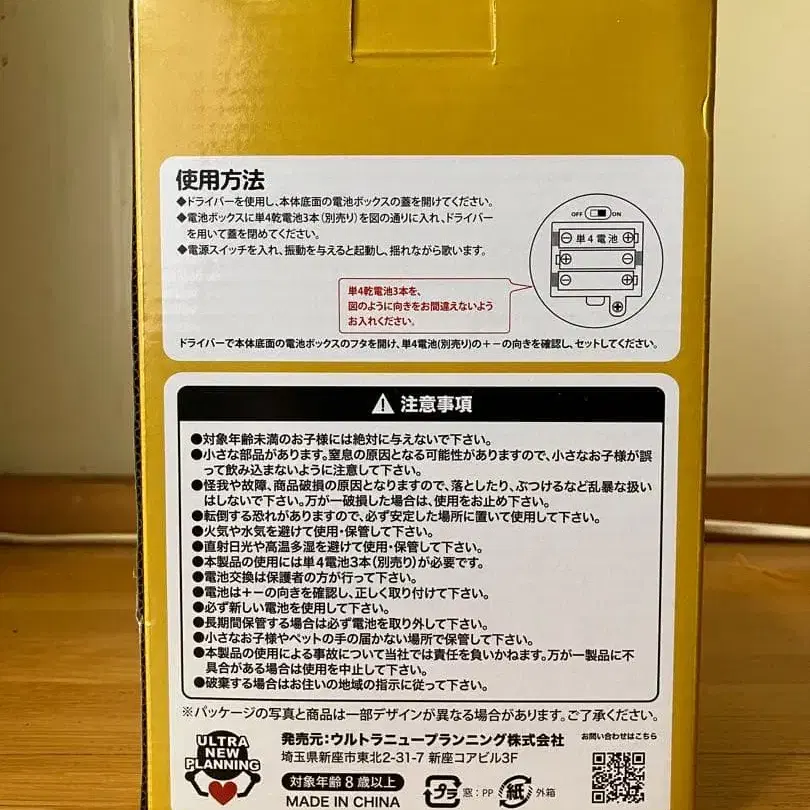 使用方法
◆ドライバーを使用し、本体底面の電池ボックスの蓋を開けてください。
◆電池ボックスに単4乾電池3本（別売り）を図の通りに入れ、ドライバー
を用いて蓋を閉めてください。
◆電源スイッチを入れ、振動を与えると起動し、揺れながら歌います。
OFF ON
⊖単4電池⊕
⊕ ⊖
⊖ ⊕
単4乾電池3本を、
図のように向きをお間違えないよう
お入れください。
ドライバーで本体底面の電池ボックスのフタを開け、単4電池(別売り)の＋－の向きを確認し、セットしてください。
注意事項
●対象年齢未満のお子様には絶対に与えないで下さい。
●小さな部品があります。窒息の原因となる可能性がありますので、小さなお子様が誤
って飲み込まないように注意して下さい。
●怪我や故障、商品破損の原因となりますので、落としたり、ぶつけるなど乱暴な扱い
はしないで下さい。万が一破損した場合は、使用をお止め下さい。
●転倒する恐れがありますので、必ず安定した場所に置いて使用して下さい。
●火気や水気を避けて使用・保管して下さい。
●直射日光や高温多湿を避けて使用・保管して下さい。
●本製品の使用には単4電池3本（別売り）が必要です。
●電池交換は保護者の方が行って下さい。
●電池は＋－の向きを確認し、正しく取り付けて下さい。
●必ず新しい電池を使用して下さい。
●長期間保管する場合は必ず電池を取り外して下さい。
●小さなお子様やペットの手の届かない場所で保管して下さい。
●本製品の使用による事故について当社では責任を負いかねます。万が一製品に不
具合がある場合は使用を中止して下さい。
●破棄する場合はお住いの地域の指示に従って下さい。
※パッケージの写真と商品は一部デザインが異なる場合があります。ご了承ください。
ULTRA
NEW
PLANNING
発売元：ウルトラニュープランニング株式会社
埼玉県新座市東北2-31-7 新座コアビル3F
対象年齢8歳以上
MADE IN CHINA
プラ 窓：PP 紙 外箱
お問い合わせはこちら